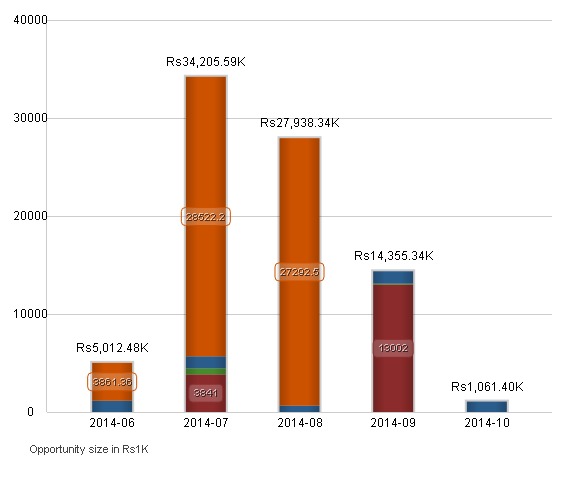 40000
Rs34,205.59K
30000
Rs27,938.34K
28522.2
20000
Rs14,355.34K
27292.5
10000
13002
Rs5,012.48K
Rs1,061.40K
3861.36
3841
0
2014-06 2014-07 2014-08 2014-09 2014-10
Opportunity size in Rs1K